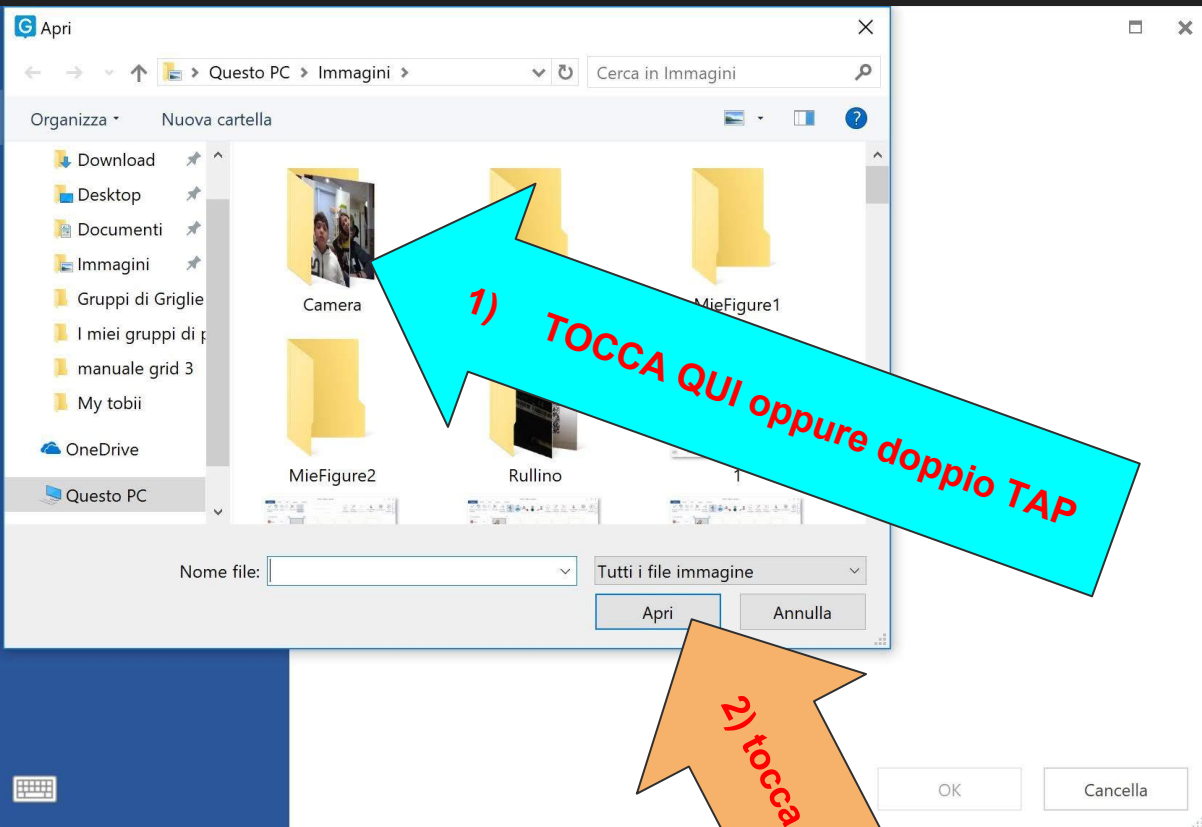 Apri
Questo PC > Immagini >
Cerca in Immagini
Organizza
Nuova cartella
Download
Desktop
Documenti
Immagini
Gruppi di Griglie
I miei gruppi di p
manuale grid 3
My tobii
OneDrive
Questo PC
Camera
MieFigure1
MieFigure2
Rullino
1
1) TOCCA QUI oppure doppio TAP
Nome file:
Tutti i file immagine
Apri
Annulla
2) tocca
OK
Cancella